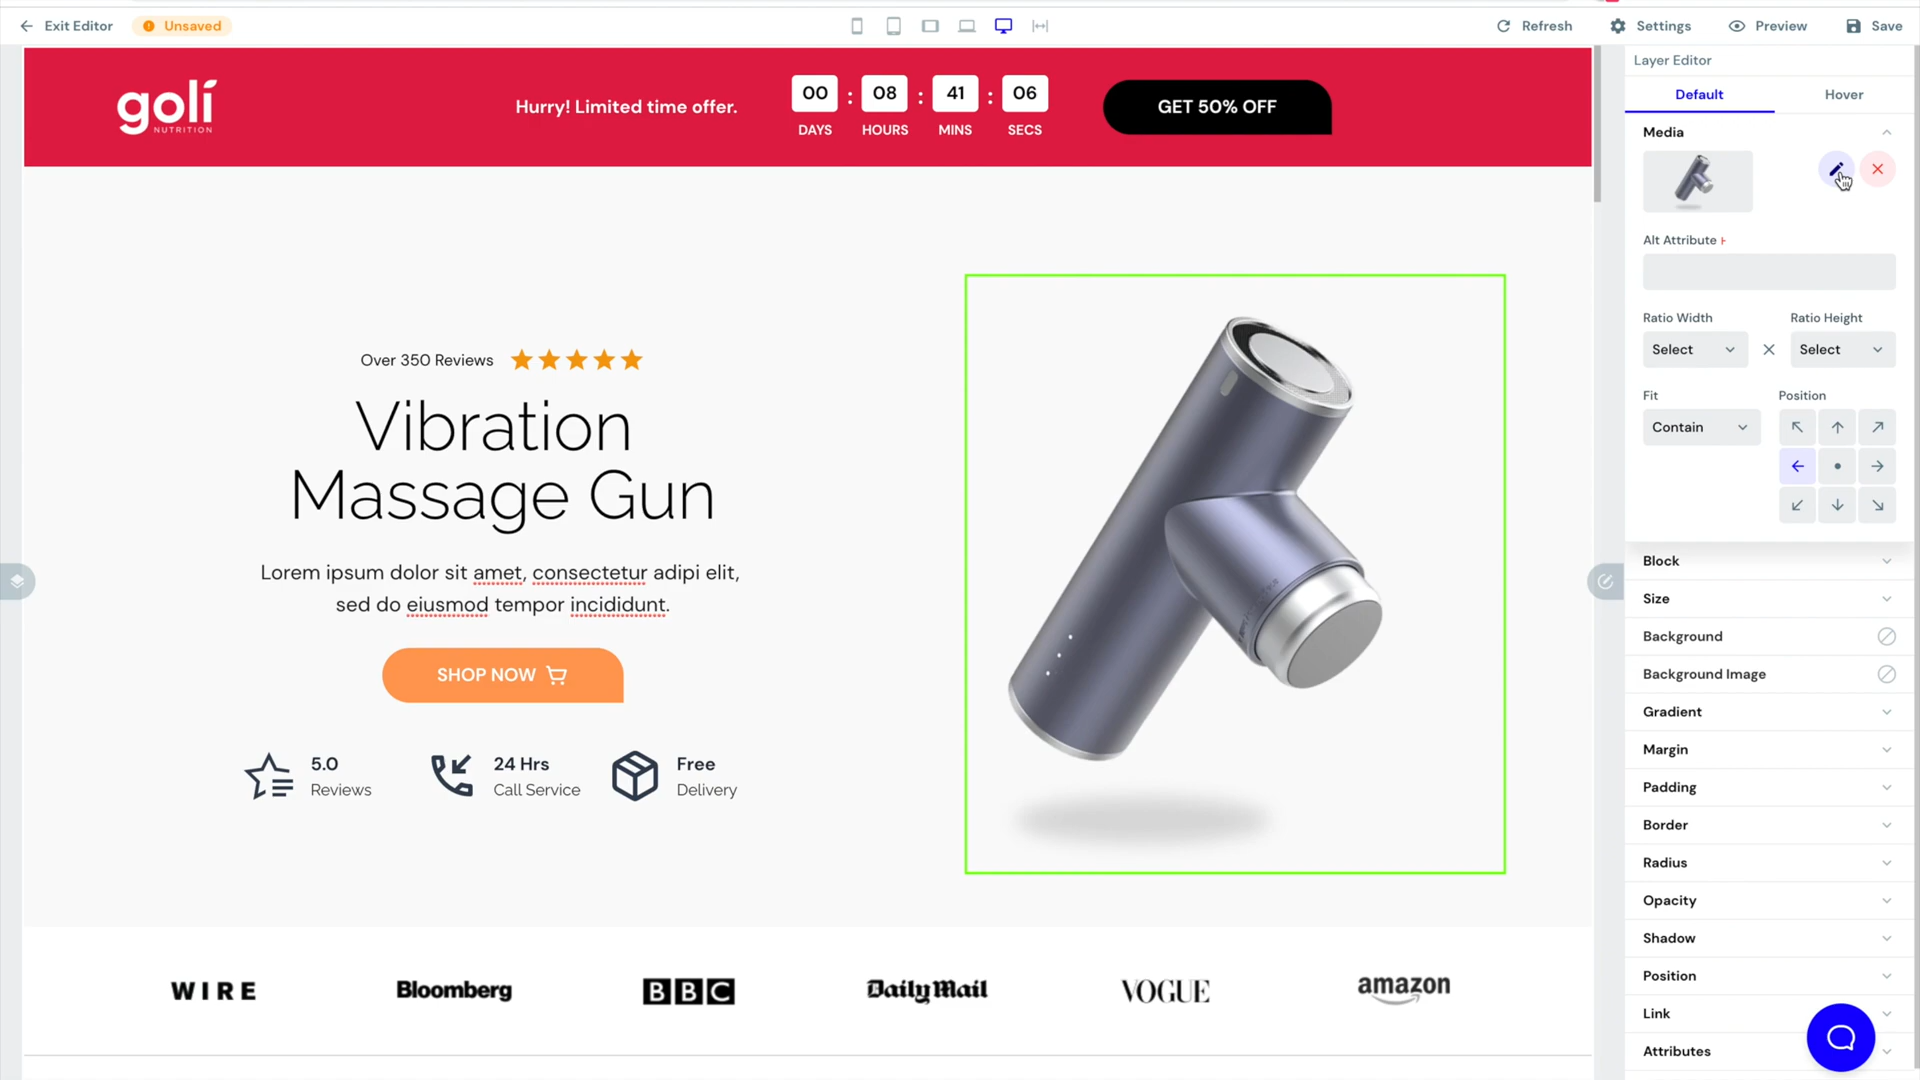 Exit Editor
Unsaved
Refresh
Settings
Preview
Save
goli
NUTRITION
Hurry! Limited time offer.
00 : 08 : 41 : 06
DAYS HOURS MINS SECS
GET 50% OFF
Over 350 Reviews
Vibration
Massage Gun
Lorem ipsum dolor sit amet, consectetur adipi elit,
sed do eiusmod tempor incididunt.
SHOP NOW
5.0
Reviews
24 Hrs
Call Service
Free
Delivery
WIRE
Bloomberg
BBC
Daily Mail
VOGUE
amazon
Layer Editor
Default
Hover
Media
Alt Attribute
Ratio Width
Ratio Height
Select
Select
Fit
Position
Contain
Block
Size
Background
Background Image
Gradient
Margin
Padding
Border
Radius
Opacity
Shadow
Position
Link
Attributes